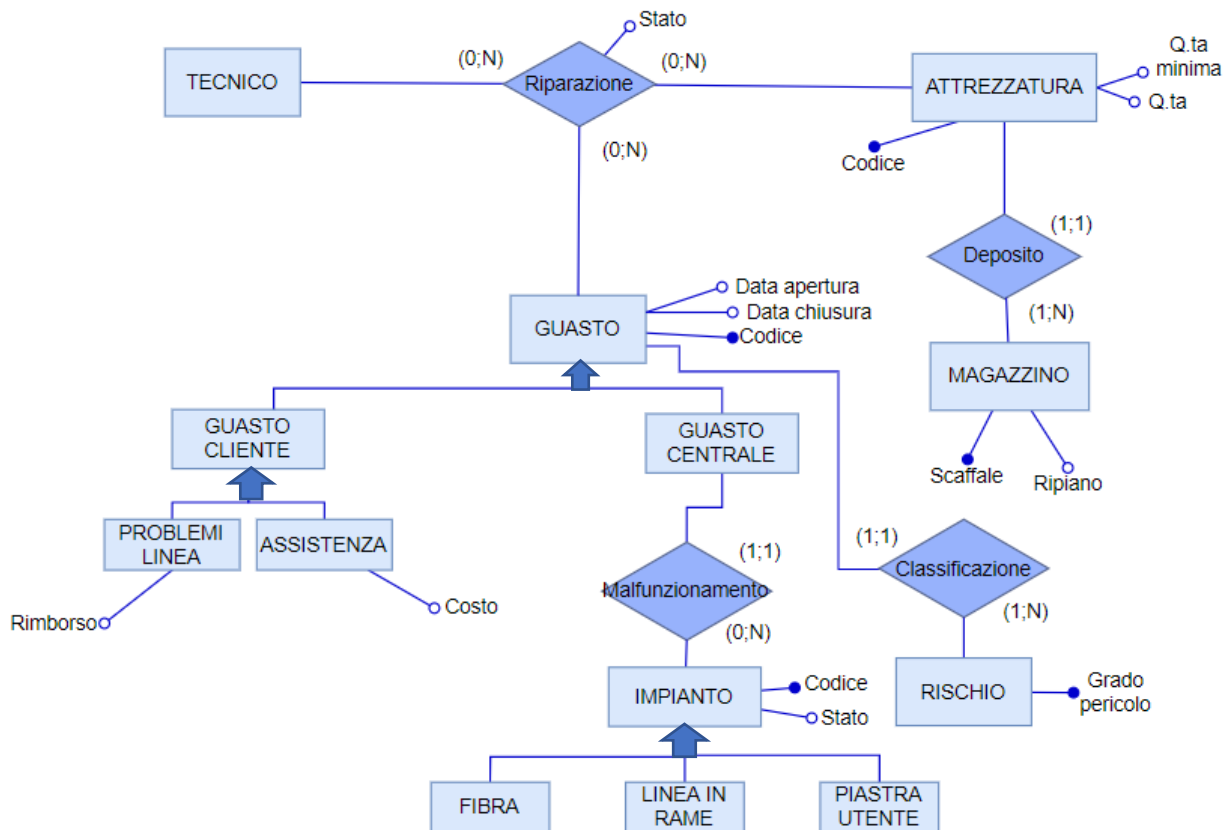 Stato
(0;N)
(0;N)
Q.ta
minima
TECNICO
Riparazione
ATTREZZATURA
Q.ta
(0;N)
Codice
(1;1)
Deposito
Data apertura
(1;N)
GUASTO
Data chiusura
Codice
MAGAZZINO
GUASTO
CLIENTE
GUASTO
CENTRALE
Scaffale
Ripiano
PROBLEMI
LINEA
ASSISTENZA
(1;1)
(1;1)
Classificazione
Malfunzionamento
Costo
Rimborso
(1;N)
(0;N)
Codice
IMPIANTO
RISCHIO
Grado
pericolo
Stato
FIBRA
LINEA IN
RAME
PIASTRA
UTENTE